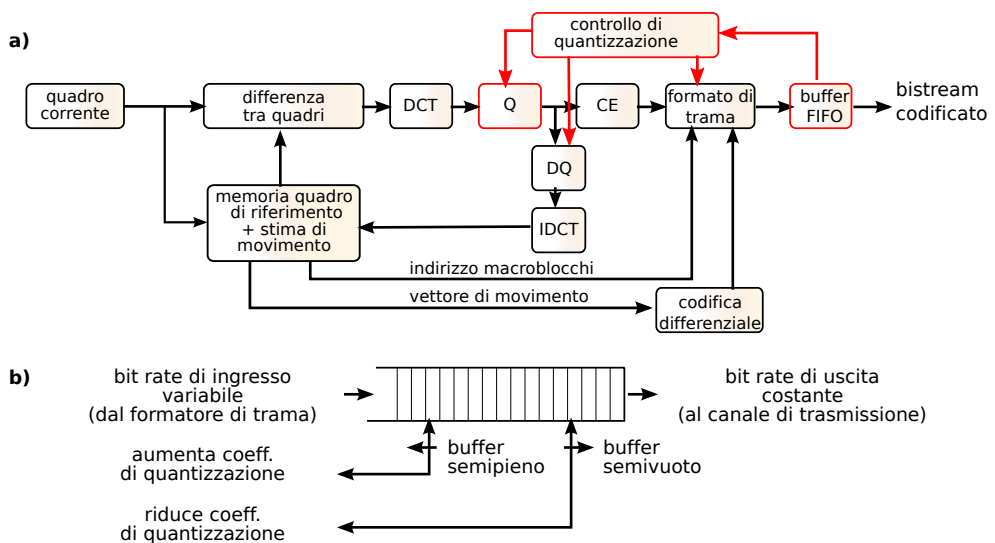 a)
controllo di
quantizzazione
quadro
corrente
differenza
tra quadri
DCT
Q
CE
formato di
trama
buffer
FIFO
bistream
codificato
DQ
memoria quadro
di riferimento
+ stima di
movimento
IDCT
indirizzo macroblocchi
vettore di movimento
codifica
differenziale
b)
bit rate di ingresso
variabile
(dal formatore di trama)
bit rate di uscita
costante
(al canale di trasmissione)
buffer
semipieno
buffer
semivuoto
aumenta coeff.
di quantizzazione
riduce coeff.
di quantizzazione